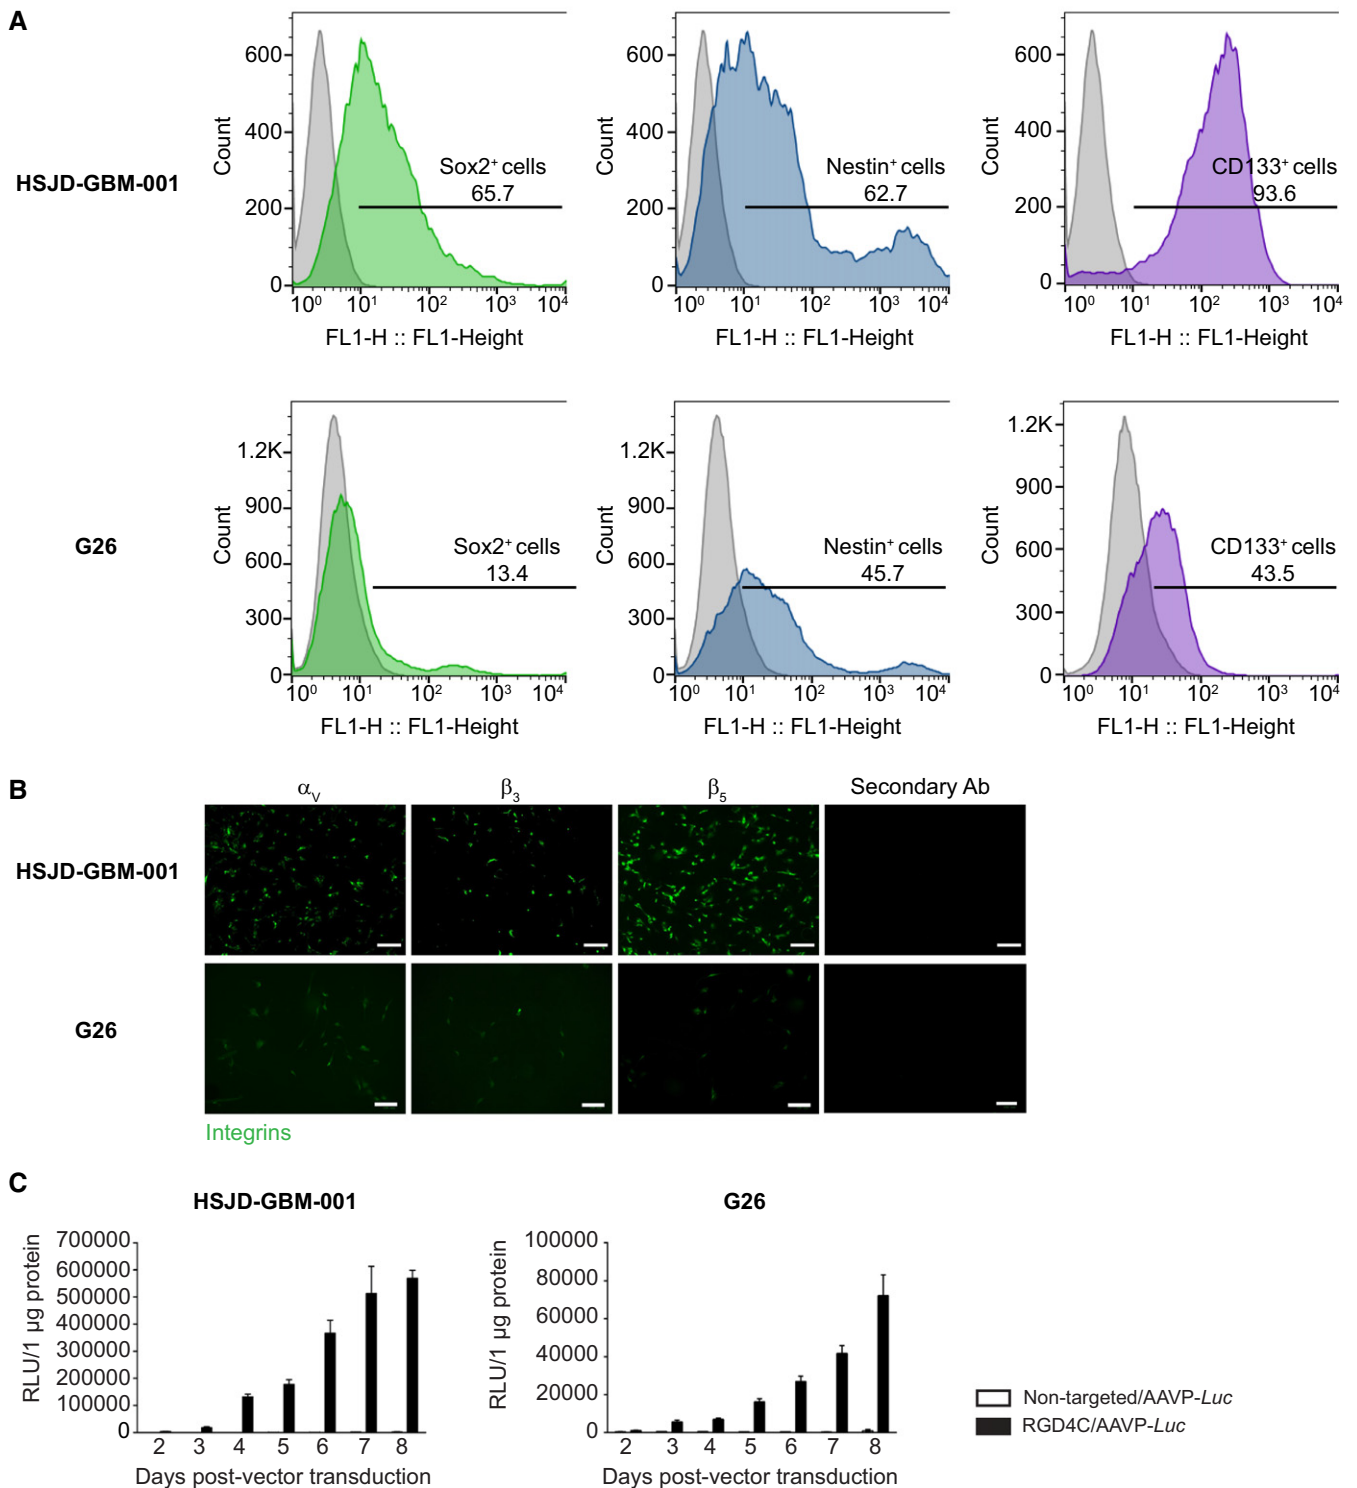 A
HSJD-GBM-001
Count
600
400
200
0
Sox2⁺ cells
65.7
10⁰ 10¹ 10² 10³ 10⁴
FL1-H :: FL1-Height
Count
600
400
200
0
Nestin⁺ cells
62.7
10⁰ 10¹ 10² 10³ 10⁴
FL1-H :: FL1-Height
Count
600
400
200
0
CD133⁺ cells
93.6
10⁰ 10¹ 10² 10³ 10⁴
FL1-H :: FL1-Height
G26
Count
1.2K
900
600
300
0
Sox2⁺ cells
13.4
10⁰ 10¹ 10² 10³ 10⁴
FL1-H :: FL1-Height
Count
1.2K
900
600
300
0
Nestin⁺ cells
45.7
10⁰ 10¹ 10² 10³ 10⁴
FL1-H :: FL1-Height
Count
1.2K
900
600
300
0
CD133⁺ cells
43.5
10⁰ 10¹ 10² 10³ 10⁴
FL1-H :: FL1-Height
B
αV β3 β5 Secondary Ab
HSJD-GBM-001
G26
Integrins
C
HSJD-GBM-001
RLU/1 µg protein
700000
600000
500000
400000
300000
200000
100000
0
2 3 4 5 6 7 8
Days post-vector transduction
G26
RLU/1 µg protein
100000
80000
60000
40000
20000
0
2 3 4 5 6 7 8
Days post-vector transduction
Non-targeted/AAVP-Luc
RGD4C/AAVP-Luc